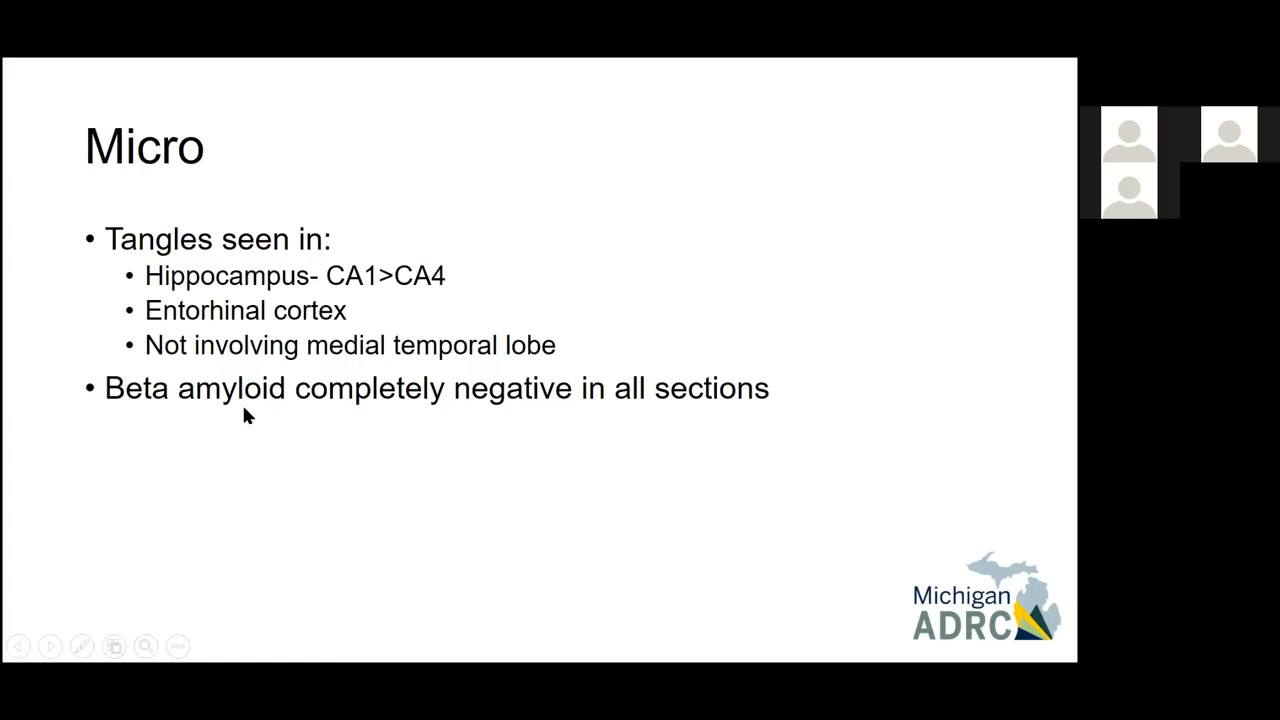 Micro
• Tangles seen in:
• Hippocampus- CA1>CA4
• Entorhinal cortex
• Not involving medial temporal lobe
• Beta amyloid completely negative in all sections
Michigan
ADRC